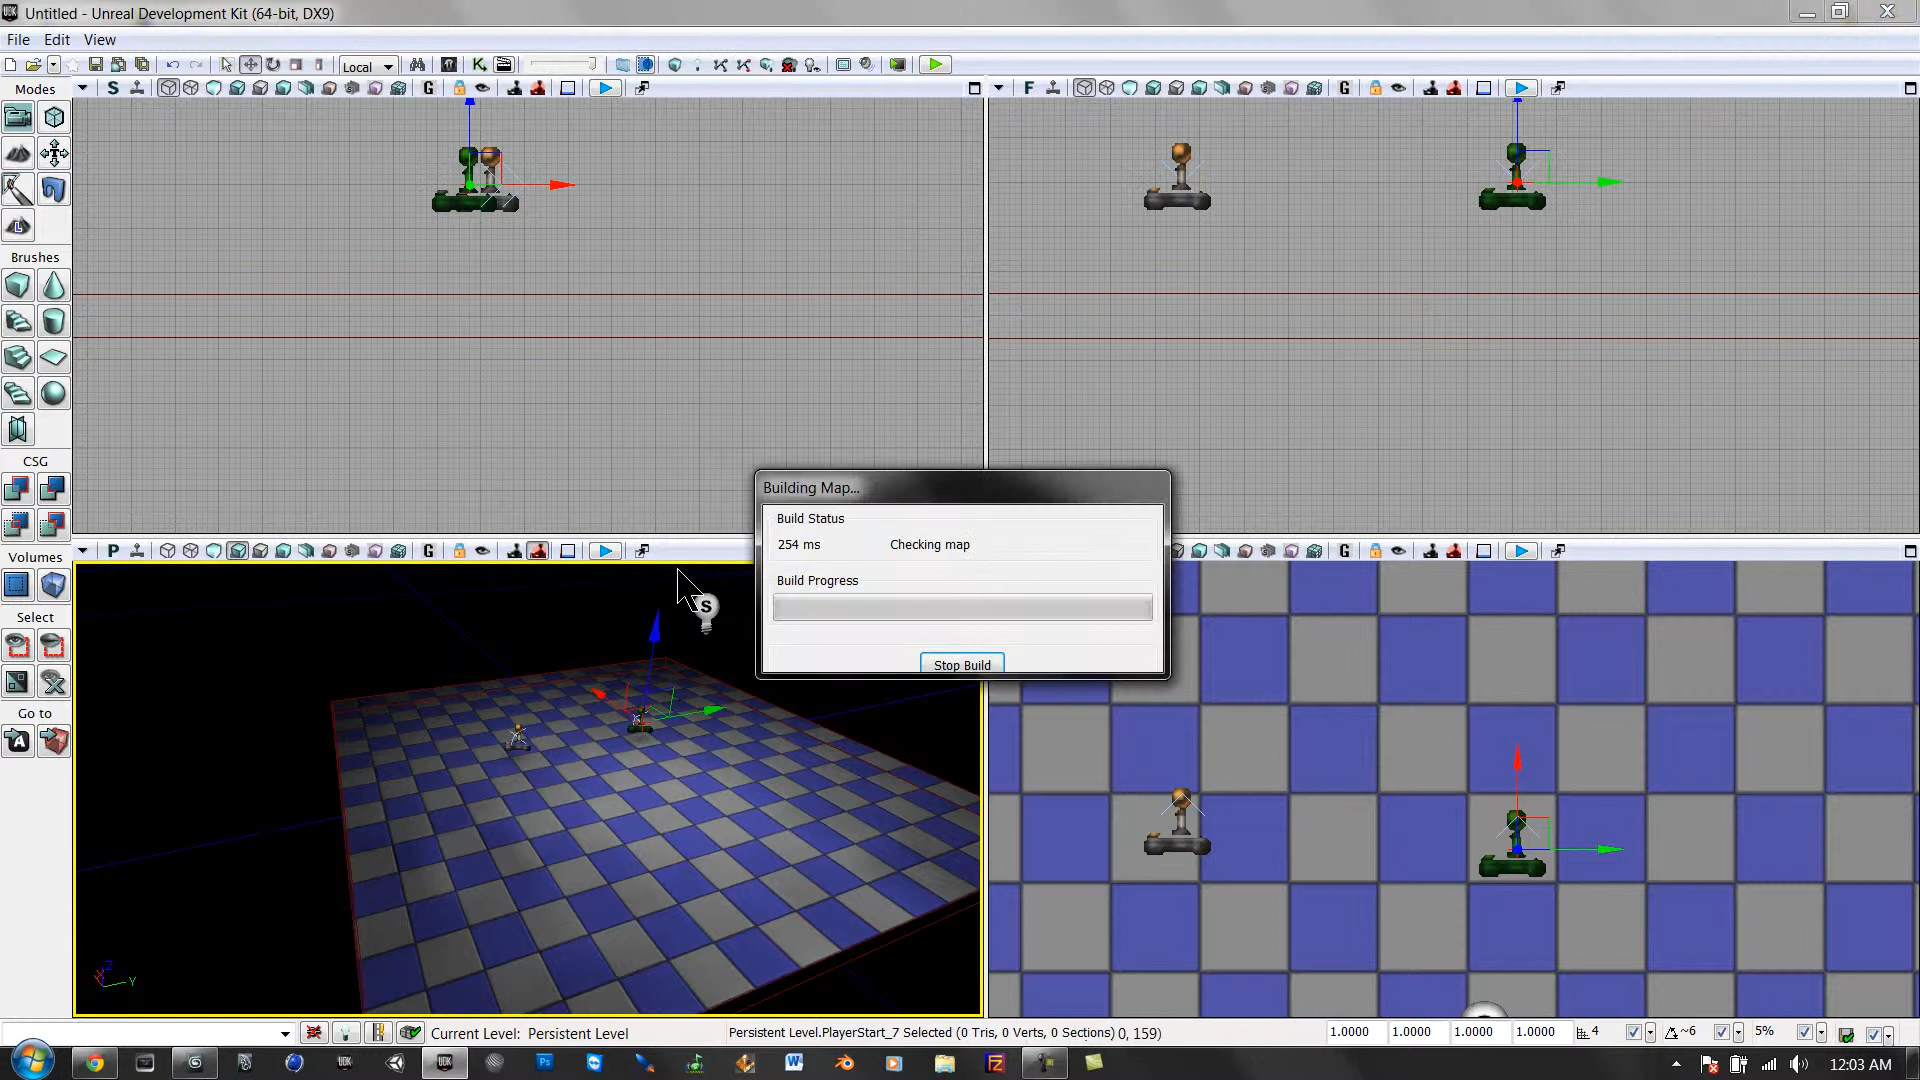 Untitled - Unreal Development Kit (64-bit, DX9)
File Edit View
Local
Modes
S G
F G
Brushes
CSG
Building Map...
Build Status
254 ms Checking map
Build Progress
Stop Build
Volumes
P G
G
Select
S
Go to
A
Z
X Y
Current Level: Persistent Level
Persistent Level.PlayerStart_7 Selected (0 Tris, 0 Verts, 0 Sections) 0, 159)
1.0000 1.0000 1.0000 1.0000 4 ~6 5%
12:03 AM